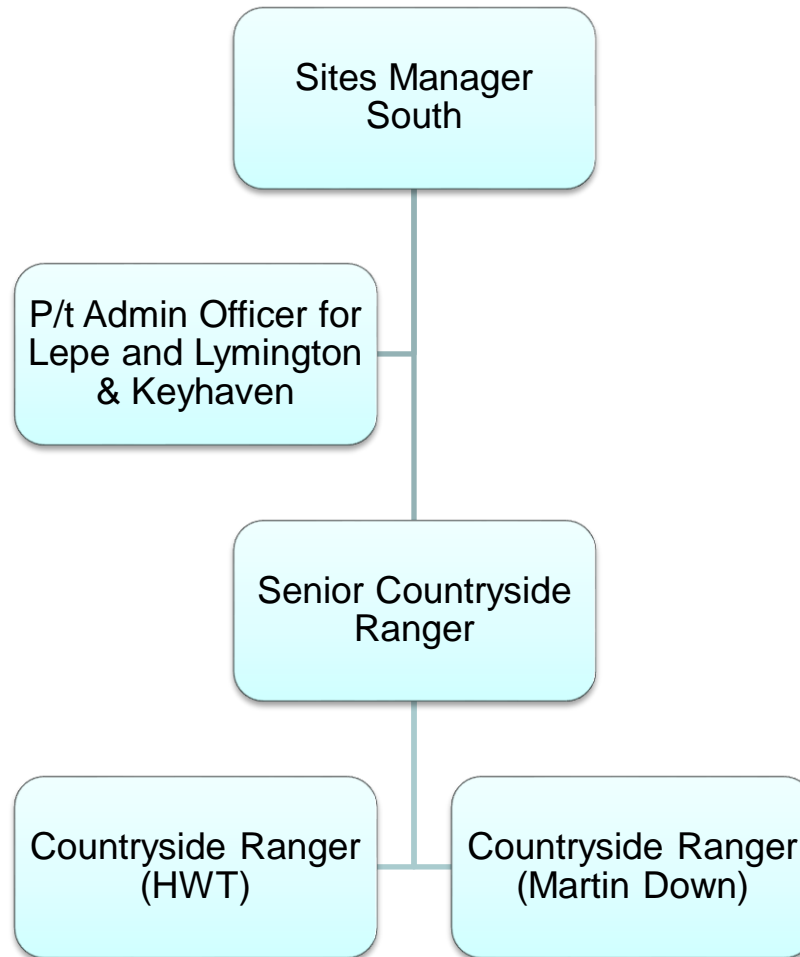 Sites Manager
South
P/t Admin Officer for
Lepe and Lymington
& Keyhaven
Senior Countryside
Ranger
Countryside Ranger
(HWT)
Countryside Ranger
(Martin Down)